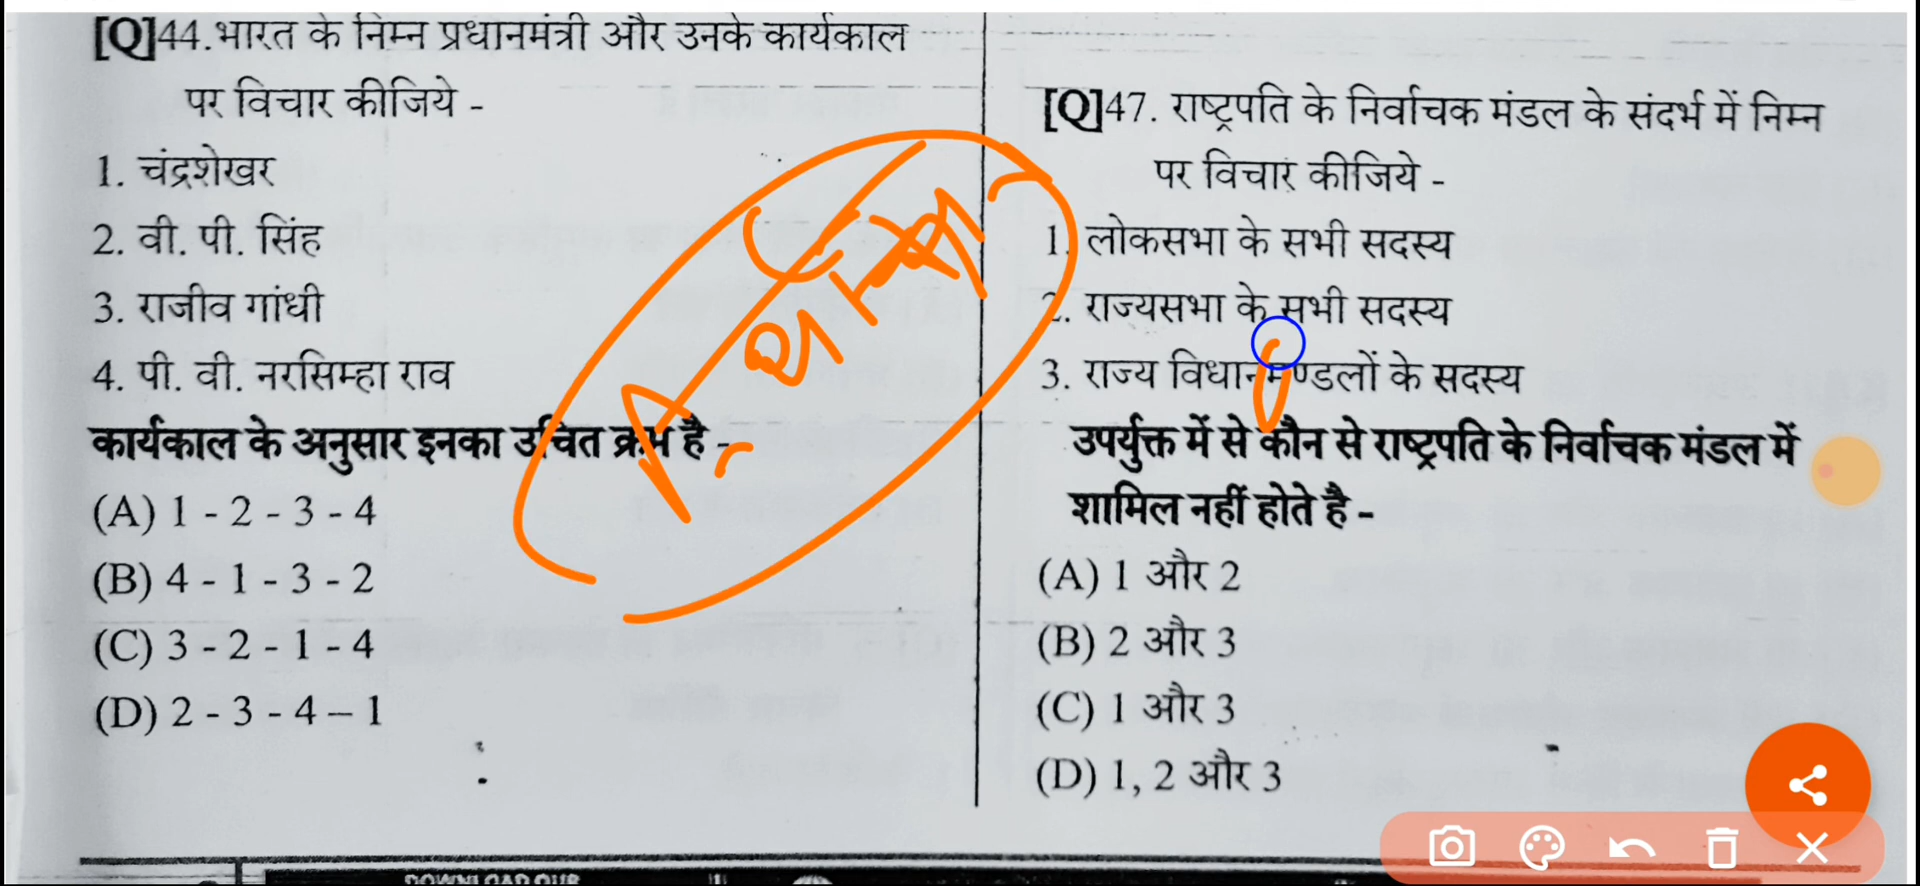 [Q]44.भारत के निम्न प्रधानमंत्री और उनके कार्यकाल
पर विचार कीजिये -
1. चंद्रशेखर
2. वी. पी. सिंह
3. राजीव गांधी
4. पी. वी. नरसिम्हा राव
कार्यकाल के अनुसार इनका उचित क्रम है -
(A) 1 - 2 - 3 - 4
(B) 4 - 1 - 3 - 2
(C) 3 - 2 - 1 - 4
(D) 2 - 3 - 4 – 1
[Q]47. राष्ट्रपति के निर्वाचक मंडल के संदर्भ में निम्न
पर विचार कीजिये -
1. लोकसभा के सभी सदस्य
2. राज्यसभा के सभी सदस्य
3. राज्य विधानमण्डलों के सदस्य
उपर्युक्त में से कौन से राष्ट्रपति के निर्वाचक मंडल में
शामिल नहीं होते है -
(A) 1 और 2
(B) 2 और 3
(C) 1 और 3
(D) 1, 2 और 3
DOWNLOAD OUR